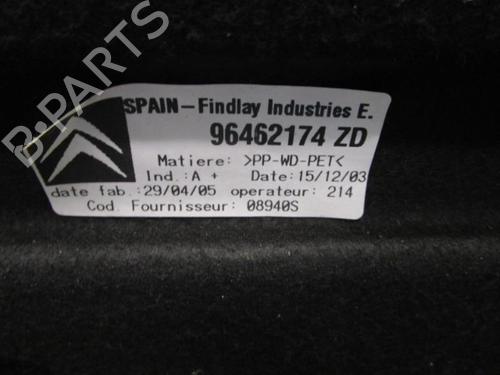 B-PARTS
SPAIN-Findlay Industries E.
96462174 ZD
Matiere: >PP-WD-PET<
Ind.:A + Date:15/12/03
date fab.:29/04/05 operateur: 214
Cod. Fournisseur: 08940S